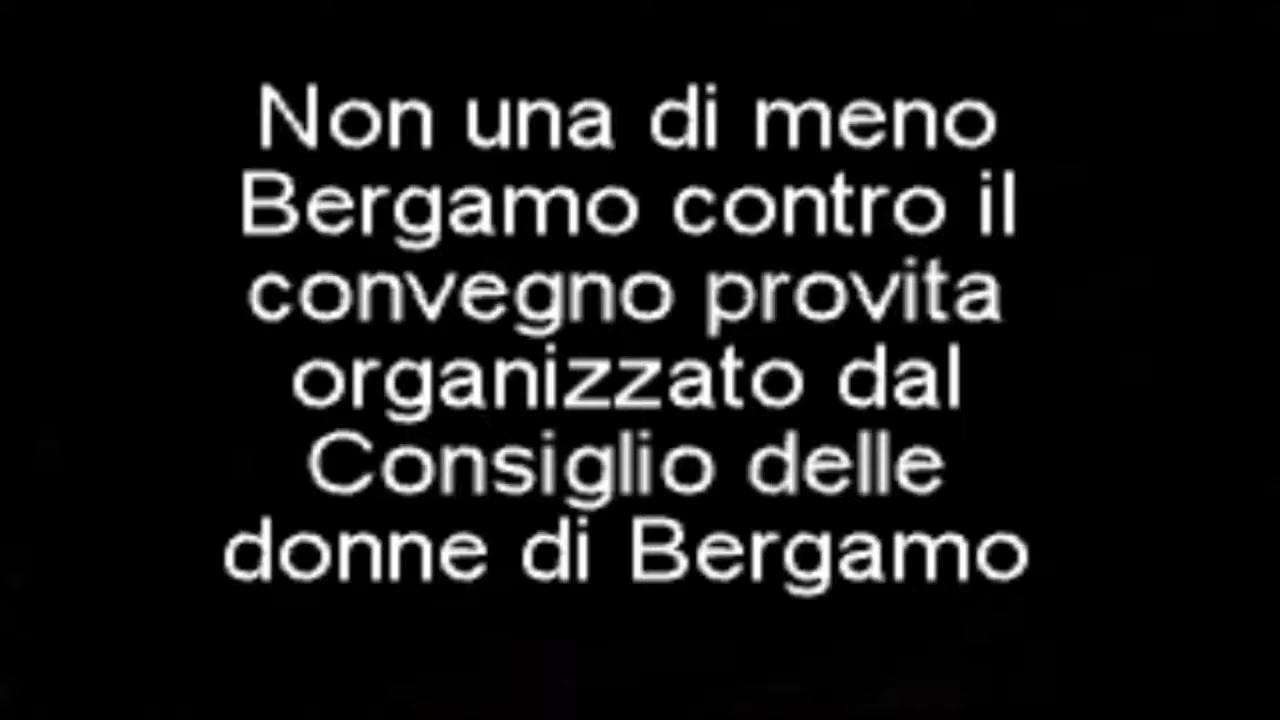 Non una di meno
Bergamo contro il
convegno provita
organizzato dal
Consiglio delle
donne di Bergamo